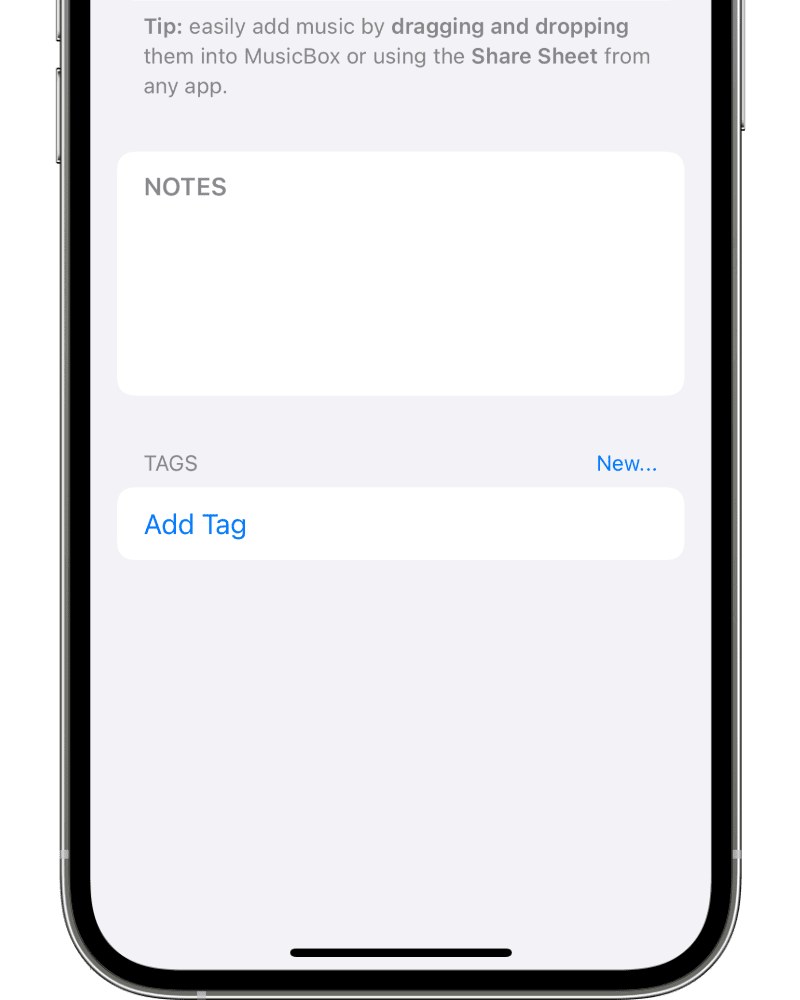 Tip: easily add music by dragging and dropping
them into MusicBox or using the Share Sheet from
any app.
NOTES
TAGS New...
Add Tag